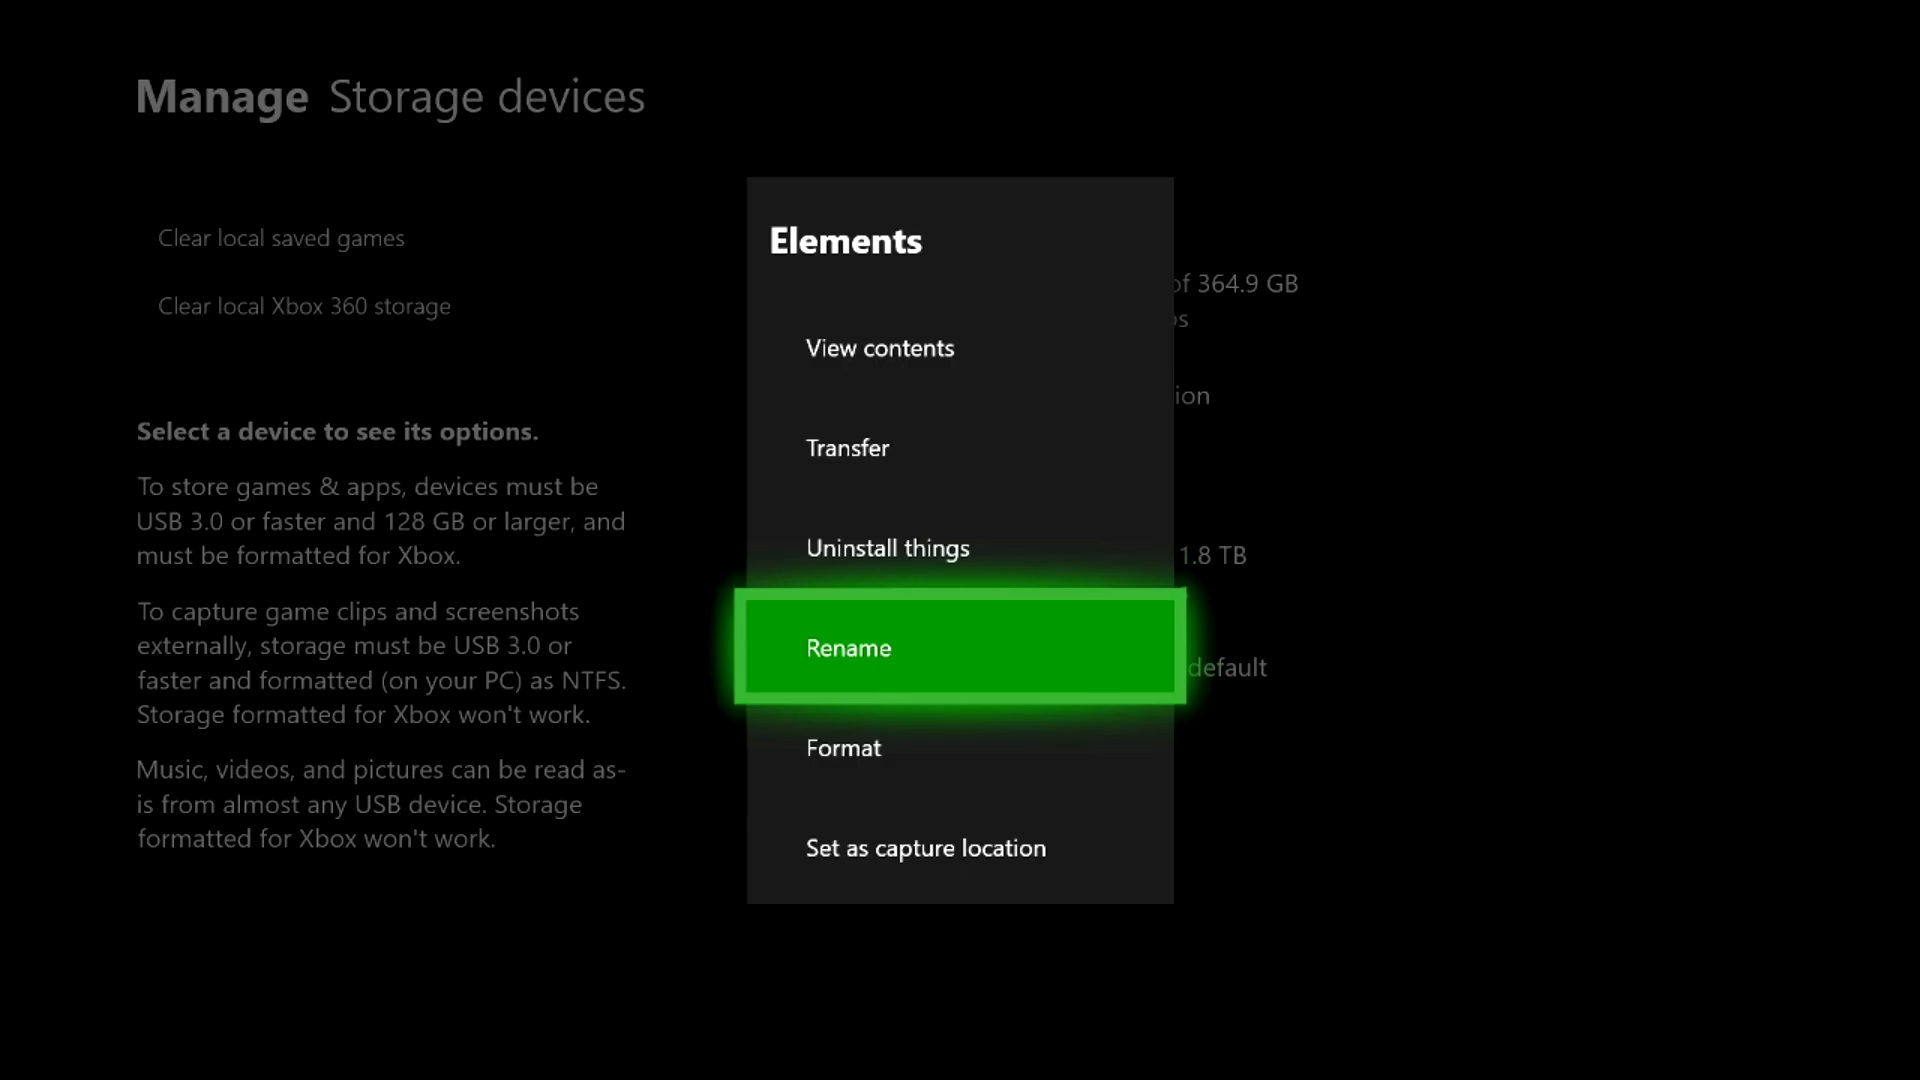 Manage Storage devices
Clear local saved games
Clear local Xbox 360 storage
Select a device to see its options.
To store games & apps, devices must be
USB 3.0 or faster and 128 GB or larger, and
must be formatted for Xbox.
To capture game clips and screenshots
externally, storage must be USB 3.0 or
faster and formatted (on your PC) as NTFS.
Storage formatted for Xbox won't work.
Music, videos, and pictures can be read as-
is from almost any USB device. Storage
formatted for Xbox won't work.
Elements
View contents
Transfer
Uninstall things
Rename
Format
Set as capture location
of 364.9 GB
1.8 TB
default